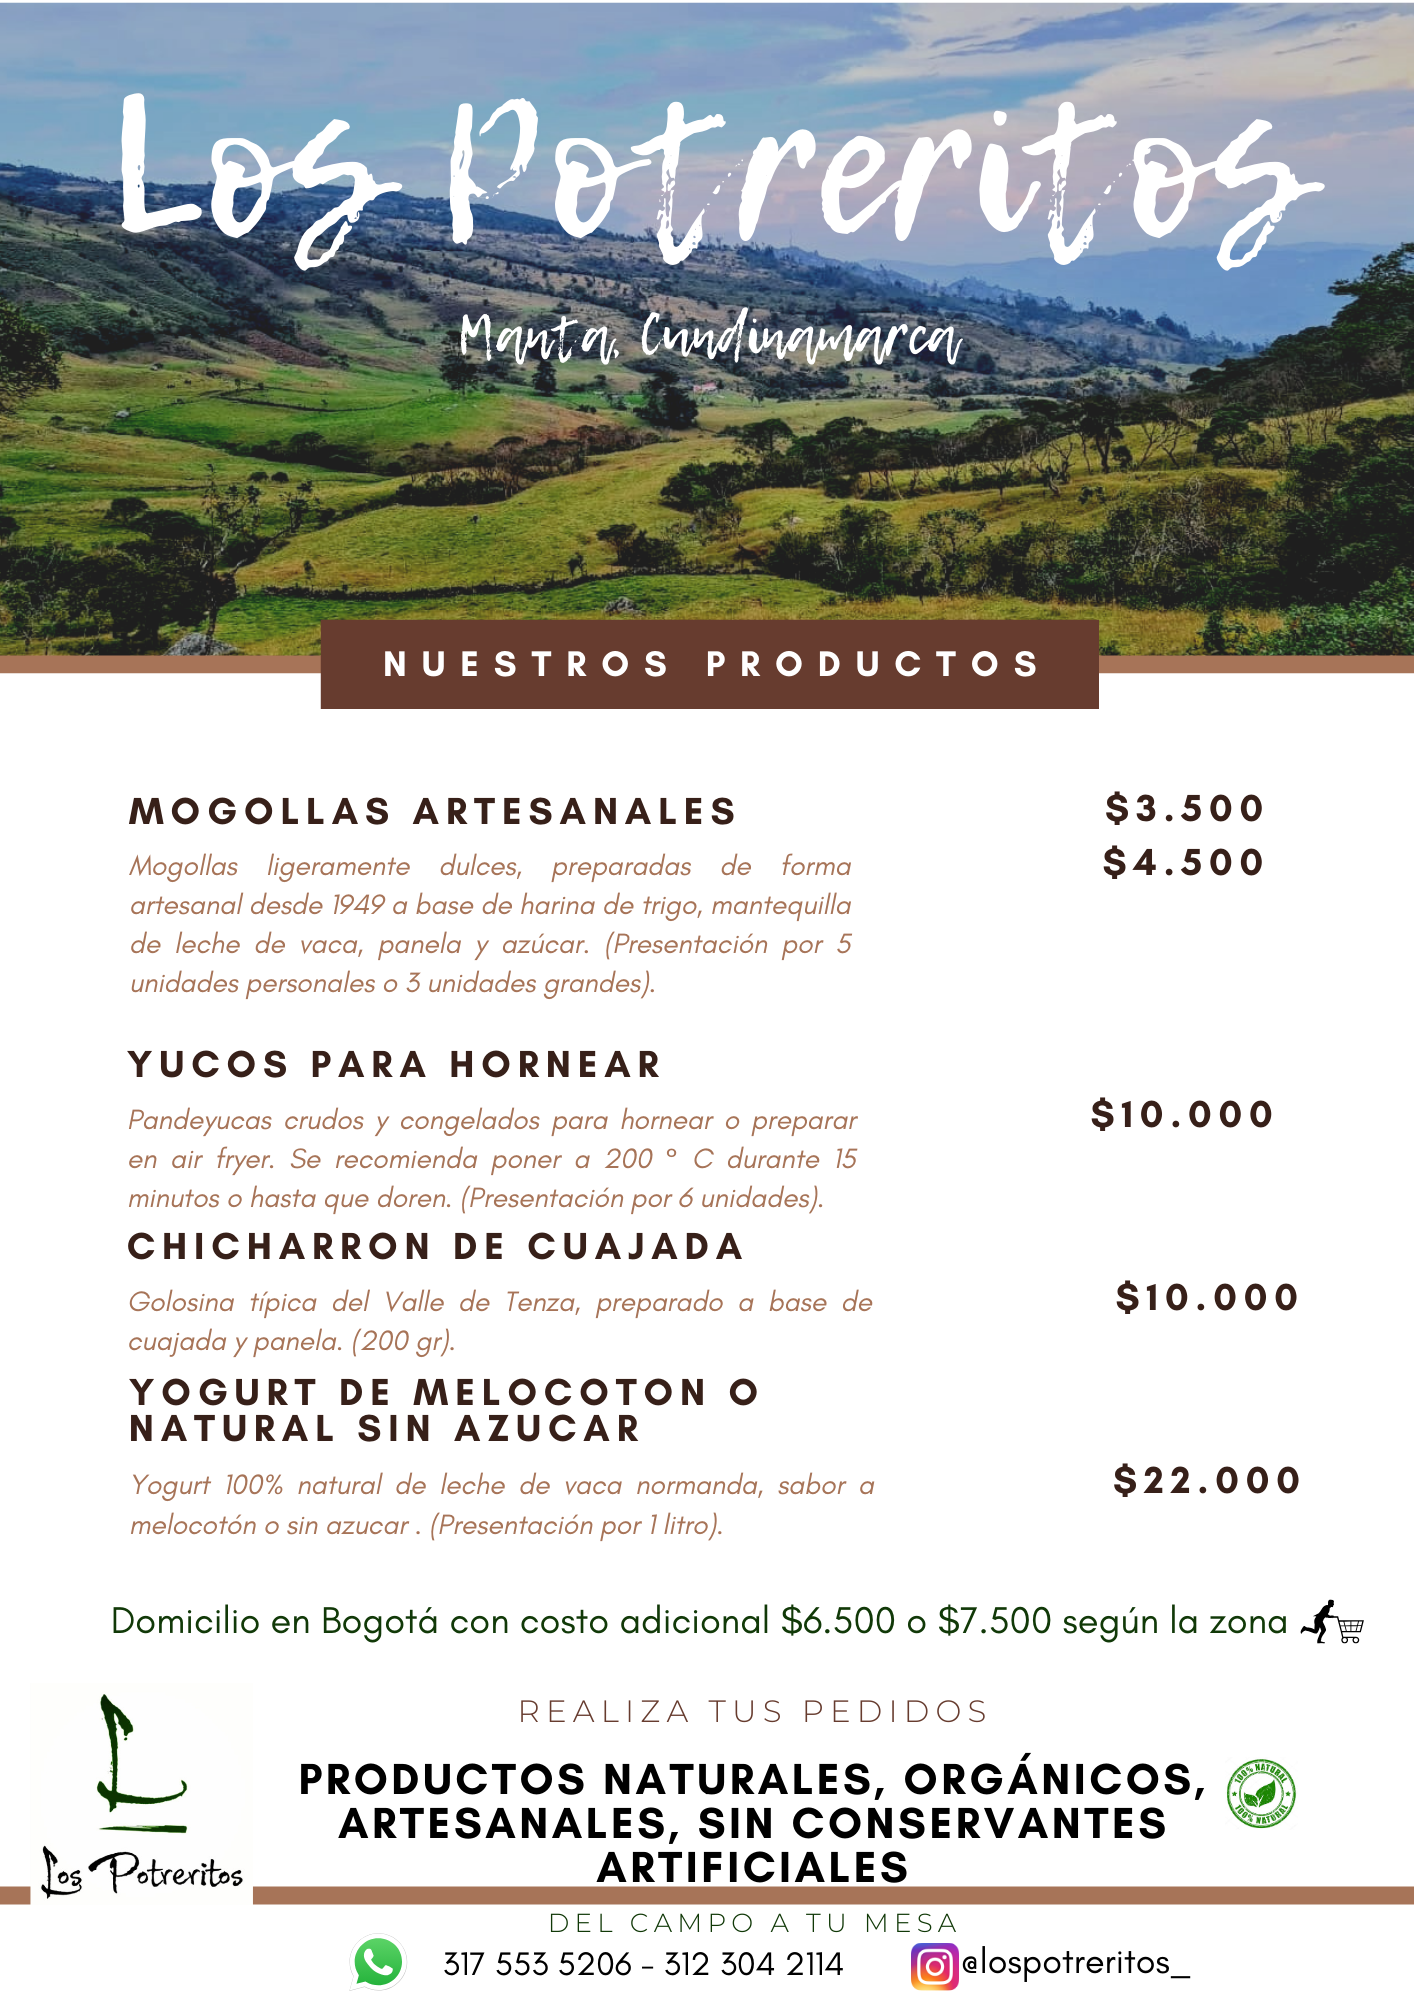 Los Potreritos
Manta, Cundinamarca
NUESTROS PRODUCTOS
MOGOLLAS ARTESANALES
$3.500
$4.500
Mogollas ligeramente dulces, preparadas de forma
artesanal desde 1949 a base de harina de trigo, mantequilla
de leche de vaca, panela y azúcar. (Presentación por 5
unidades personales o 3 unidades grandes).
YUCOS PARA HORNEAR
$10.000
Pandeyucas crudos y congelados para hornear o preparar
en air fryer. Se recomienda poner a 200 ° C durante 15
minutos o hasta que doren. (Presentación por 6 unidades).
CHICHARRON DE CUAJADA
$10.000
Golosina típica del Valle de Tenza, preparado a base de
cuajada y panela. (200 gr).
YOGURT DE MELOCOTON O
NATURAL SIN AZUCAR
$22.000
Yogurt 100% natural de leche de vaca normanda, sabor a
melocotón o sin azucar . (Presentación por 1 litro).
Domicilio en Bogotá con costo adicional $6.500 o $7.500 según la zona
REALIZA TUS PEDIDOS
PRODUCTOS NATURALES, ORGÁNICOS,
ARTESANALES, SIN CONSERVANTES
ARTIFICIALES
100% NATURAL
100% NATURAL
L
Los Potreritos
DEL CAMPO A TU MESA
317 553 5206 - 312 304 2114
@lospotreritos_